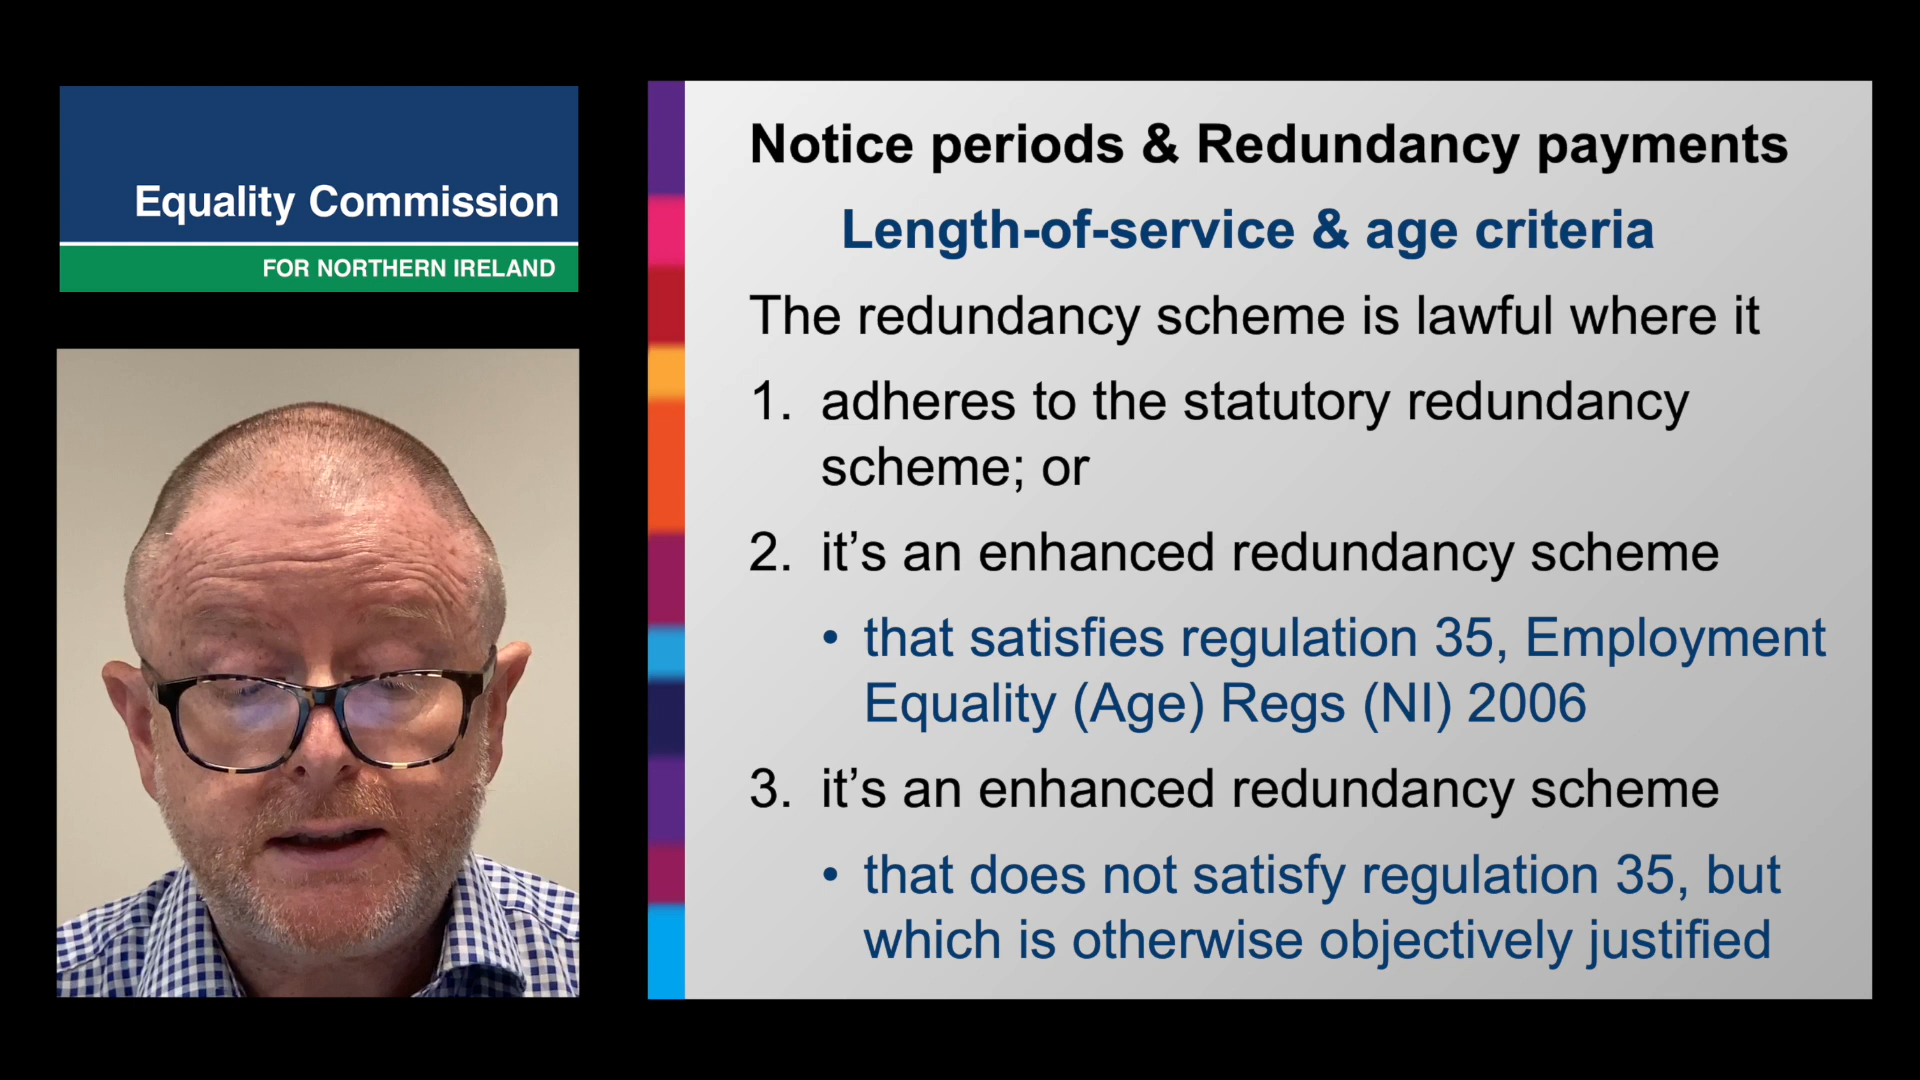 Equality Commission
FOR NORTHERN IRELAND
Notice periods & Redundancy payments
Length-of-service & age criteria
The redundancy scheme is lawful where it
1. adheres to the statutory redundancy
scheme; or
2. it’s an enhanced redundancy scheme
• that satisfies regulation 35, Employment
Equality (Age) Regs (NI) 2006
3. it’s an enhanced redundancy scheme
• that does not satisfy regulation 35, but
which is otherwise objectively justified